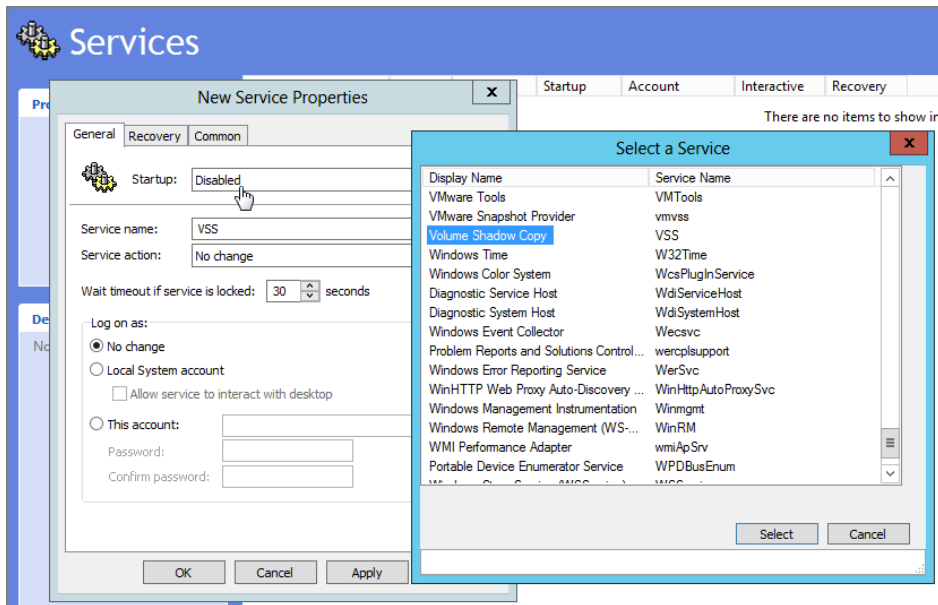 Services
Startup Account Interactive Recovery
There are no items to show in
New Service Properties
x
General Recovery Common
Startup: Disabled
Service name: VSS
Service action: No change
Wait timeout if service is locked: 30 seconds
Log on as:
No change
Local System account
Allow service to interact with desktop
This account:
Password:
Confirm password:
OK Cancel Apply
Select a Service
x
Display Name Service Name
VMware Tools VMTools
VMware Snapshot Provider vmvss
Volume Shadow Copy VSS
Windows Time W32Time
Windows Color System WcsPlugInService
Diagnostic Service Host WdiServiceHost
Diagnostic System Host WdiSystemHost
Windows Event Collector Wecsvc
Problem Reports and Solutions Control... wercplsupport
Windows Error Reporting Service WerSvc
WinHTTP Web Proxy Auto-Discovery ... WinHttpAutoProxySvc
Windows Management Instrumentation Winmgmt
Windows Remote Management (WS-... WinRM
WMI Performance Adapter wmiApSrv
Portable Device Enumerator Service WPDBusEnum
Select Cancel
Pro
De
No